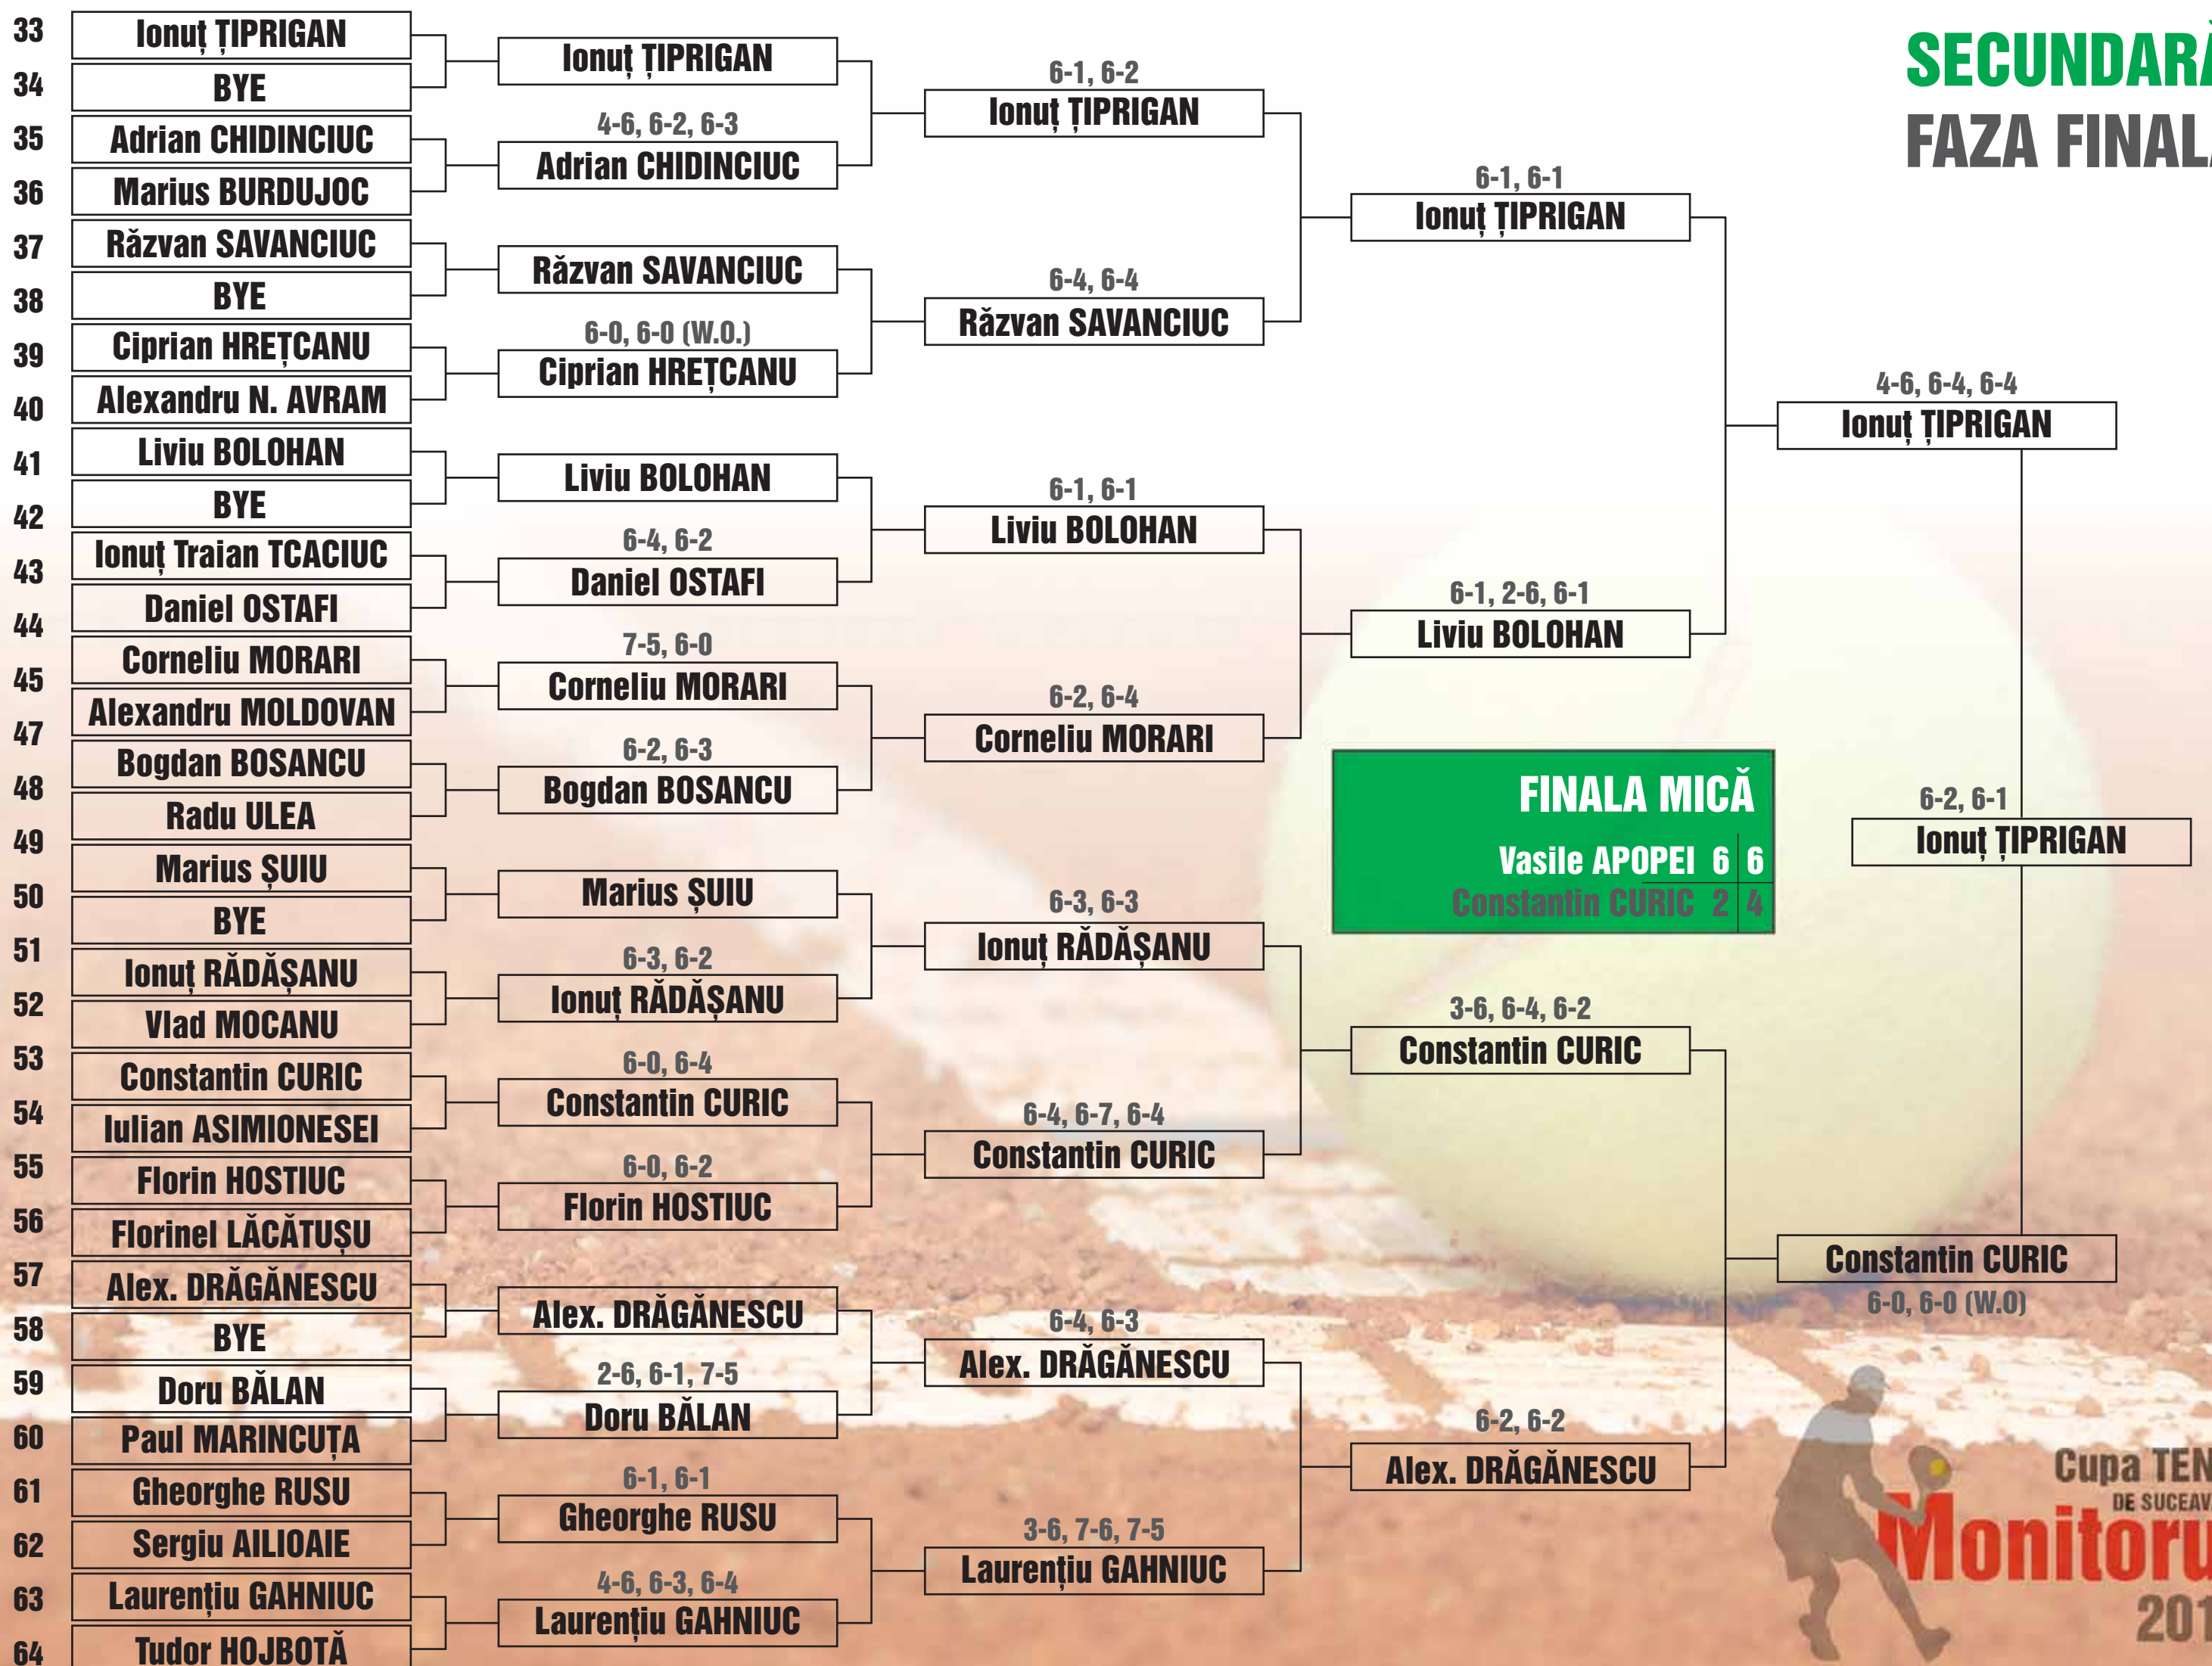 SECUNDARĂ
FAZA FINAL
33
Ionuț ȚIPRIGAN
34
BYE
35
Adrian CHIDINCIUC
36
Marius BURDUJOC
37
Răzvan SAVANCIUC
38
BYE
39
Ciprian HREȚCANU
40
Alexandru N. AVRAM
41
Liviu BOLOHAN
42
BYE
43
Ionuț Traian TCACIUC
44
Daniel OSTAFI
45
Corneliu MORARI
47
Alexandru MOLDOVAN
48
Bogdan BOSANCU
49
Radu ULEA
50
Marius ȘUIU
51
BYE
52
Ionuț RĂDĂȘANU
53
Vlad MOCANU
54
Constantin CURIC
55
Iulian ASIMIONESEI
56
Florin HOSTIUC
57
Florinel LĂCĂTUȘU
58
Alex. DRĂGĂNESCU
59
BYE
60
Doru BĂLAN
61
Paul MARINCUȚA
62
Gheorghe RUSU
63
Sergiu AILIOAIE
64
Laurențiu GAHNIUC
Tudor HOJBOTĂ
Ionuț ȚIPRIGAN
4-6, 6-2, 6-3
Adrian CHIDINCIUC
Răzvan SAVANCIUC
6-0, 6-0 (W.O.)
Ciprian HREȚCANU
Liviu BOLOHAN
6-4, 6-2
Daniel OSTAFI
7-5, 6-0
Corneliu MORARI
6-2, 6-3
Bogdan BOSANCU
Marius ȘUIU
6-3, 6-2
Ionuț RĂDĂȘANU
6-0, 6-4
Constantin CURIC
6-0, 6-2
Florin HOSTIUC
Alex. DRĂGĂNESCU
2-6, 6-1, 7-5
Doru BĂLAN
6-1, 6-1
Gheorghe RUSU
4-6, 6-3, 6-4
Laurențiu GAHNIUC
6-1, 6-2
Ionuț ȚIPRIGAN
6-4, 6-4
Răzvan SAVANCIUC
6-1, 6-1
Liviu BOLOHAN
6-2, 6-4
Corneliu MORARI
6-3, 6-3
Ionuț RĂDĂȘANU
6-4, 6-7, 6-4
Constantin CURIC
6-4, 6-3
Alex. DRĂGĂNESCU
3-6, 7-6, 7-5
Laurențiu GAHNIUC
6-1, 6-1
Ionuț ȚIPRIGAN
6-1, 2-6, 6-1
Liviu BOLOHAN
FINALA MICĂ
Vasile APOPEI 6 6
Constantin CURIC 2 4
3-6, 6-4, 6-2
Constantin CURIC
6-2, 6-2
Alex. DRĂGĂNESCU
4-6, 6-4, 6-4
Ionuț ȚIPRIGAN
6-2, 6-1
Ionuț ȚIPRIGAN
Constantin CURIC
6-0, 6-0 (W.O)
Cupa TEN
DE SUCEAV
Monitoru
201